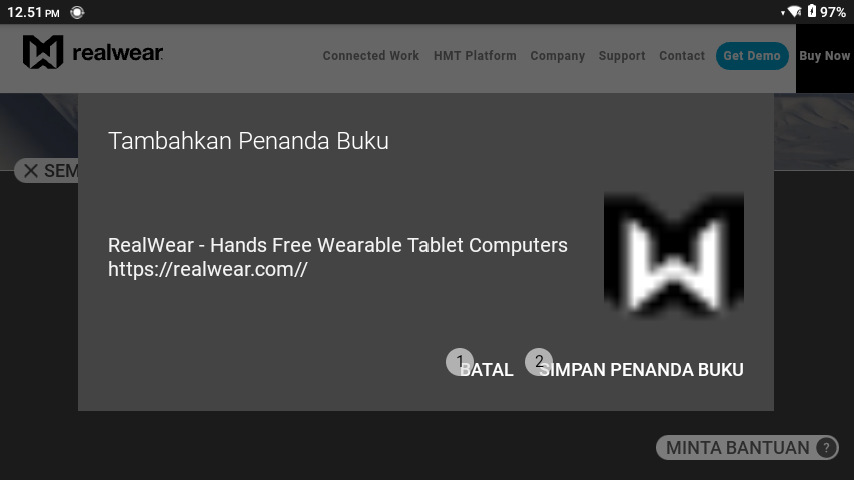 12.51 PM
97%
realwear
Connected Work HMT Platform Company Support Contact Get Demo Buy Now
Tambahkan Penanda Buku
SEM
RealWear - Hands Free Wearable Tablet Computers
https://realwear.com//
1 BATAL 2 SIMPAN PENANDA BUKU
MINTA BANTUAN ?